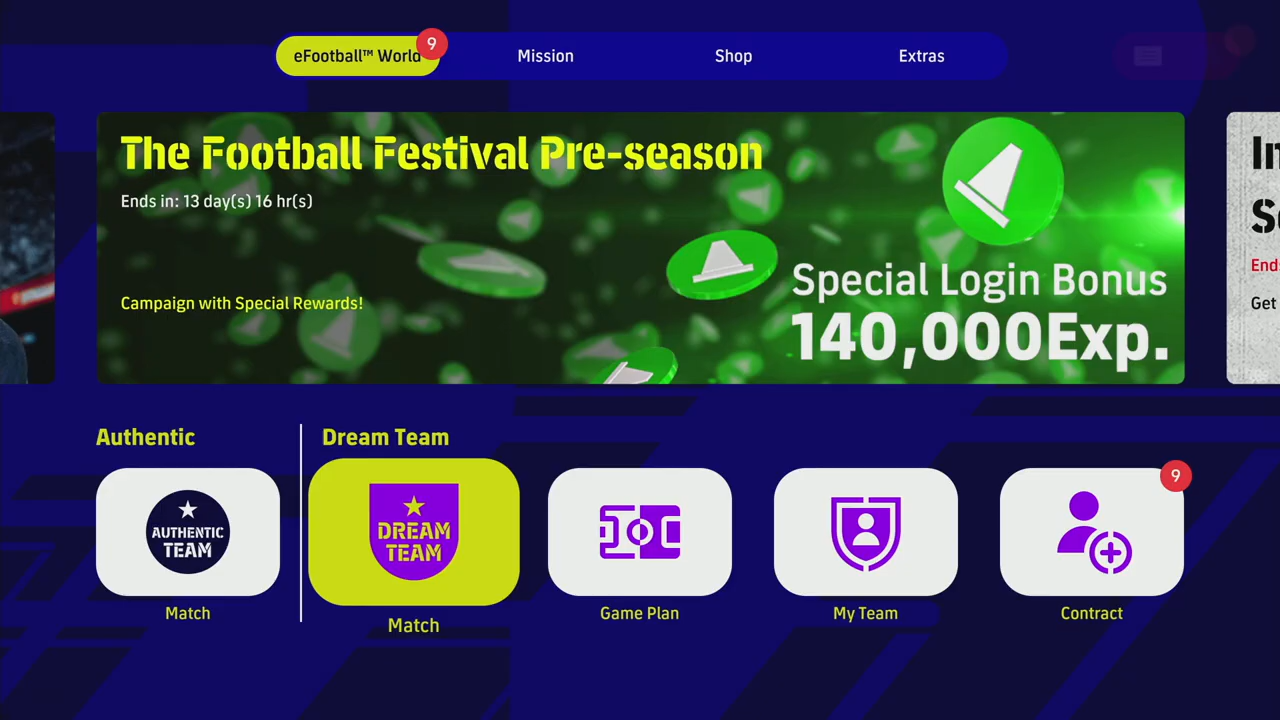 eFootball™ World
9
Mission
Shop
Extras
The Football Festival Pre-season
Ends in: 13 day(s) 16 hr(s)
Campaign with Special Rewards!
Special Login Bonus
140,000Exp.
Get
Authentic
Dream Team
AUTHENTIC
TEAM
DREAM
TEAM
9
Match
Match
Game Plan
My Team
Contract